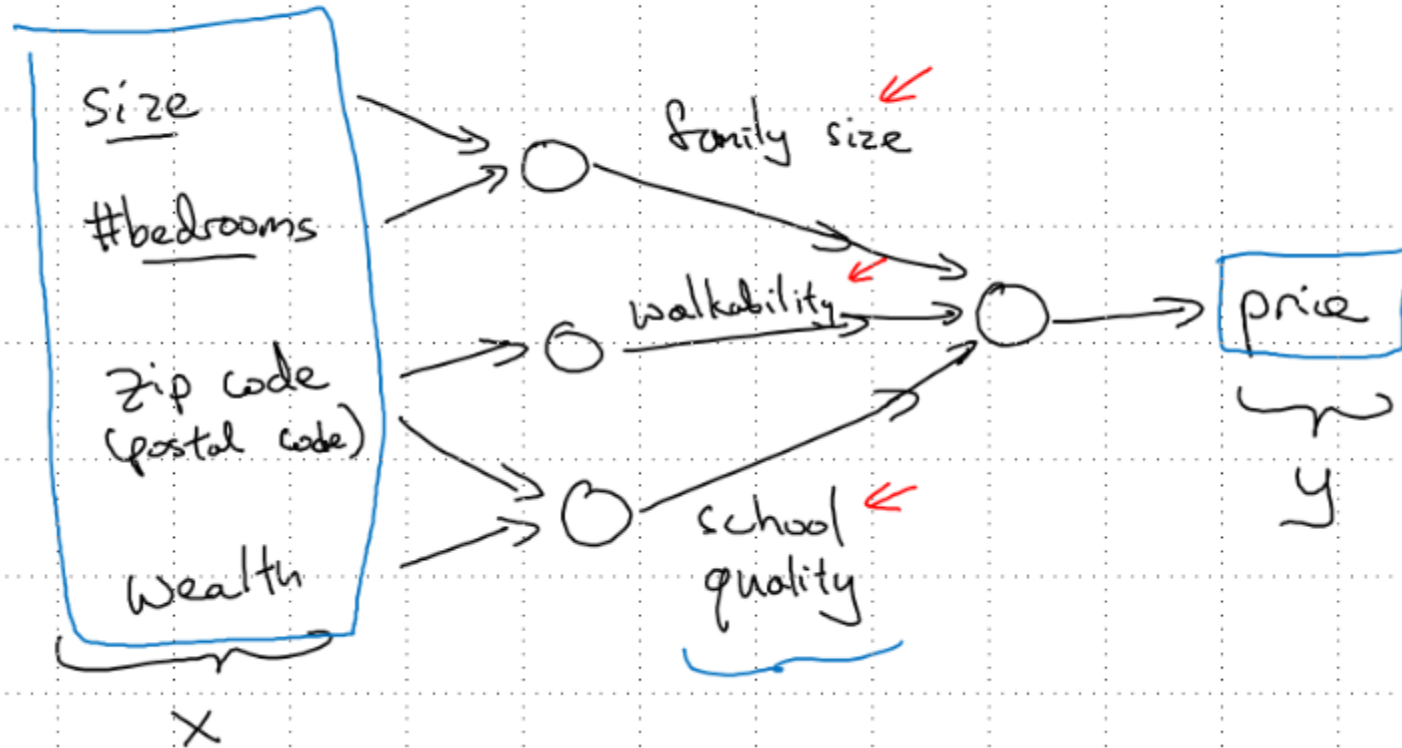 size
family size
#bedrooms
walkability
price
zip code
(postal code)
school
quality
y
wealth
x